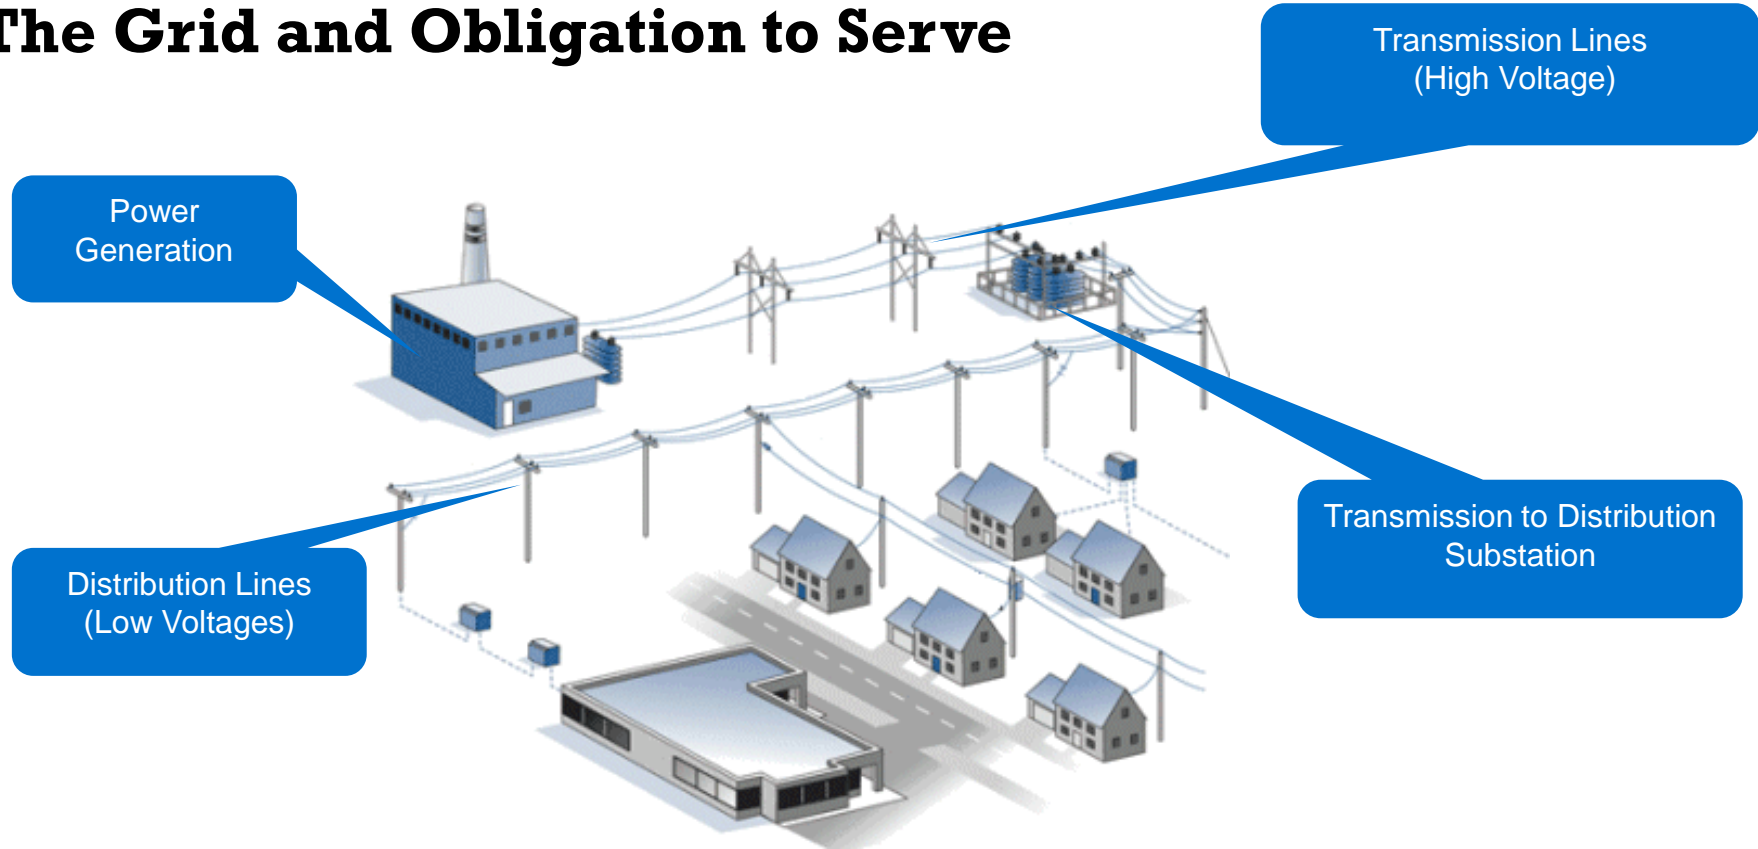 The Grid and Obligation to Serve
Transmission Lines
(High Voltage)
Power
Generation
Transmission to Distribution
Substation
Distribution Lines
(Low Voltages)